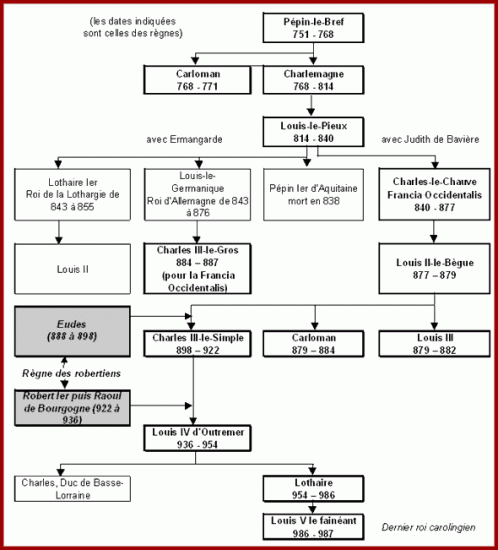 (les dates indiquées
sont celles des règnes)
Pépin-le-Bref
751 - 768
Carloman
768 - 771
Charlemagne
768 - 814
Louis-le-Pieux
814 - 840
avec Ermangarde
avec Judith de Bavière
Lothaire Ier
Roi de la Lothargie de
843 à 855
Louis-le-
Germanique
Roi d'Allemagne de 843
à 876
Pépin Ier d'Aquitaine
mort en 838
Charles-le-Chauve
Francia Occidentalis
840 - 877
Louis II
Charles III-le-Gros
884 – 887
(pour la Francia
Occidentalis)
Louis II-le-Bègue
877 – 879
Eudes
(888 à 898)
Charles III-le-Simple
898 – 922
Carloman
879 – 884
Louis III
879 – 882
Règne des robertiens
Robert Ier puis Raoul
de Bourgogne (922 à
936)
Louis IV d'Outremer
936 - 954
Charles, Duc de Basse-
Lorraine
Lothaire
954 – 986
Louis V le fainéant
986 - 987
Dernier roi carolingien